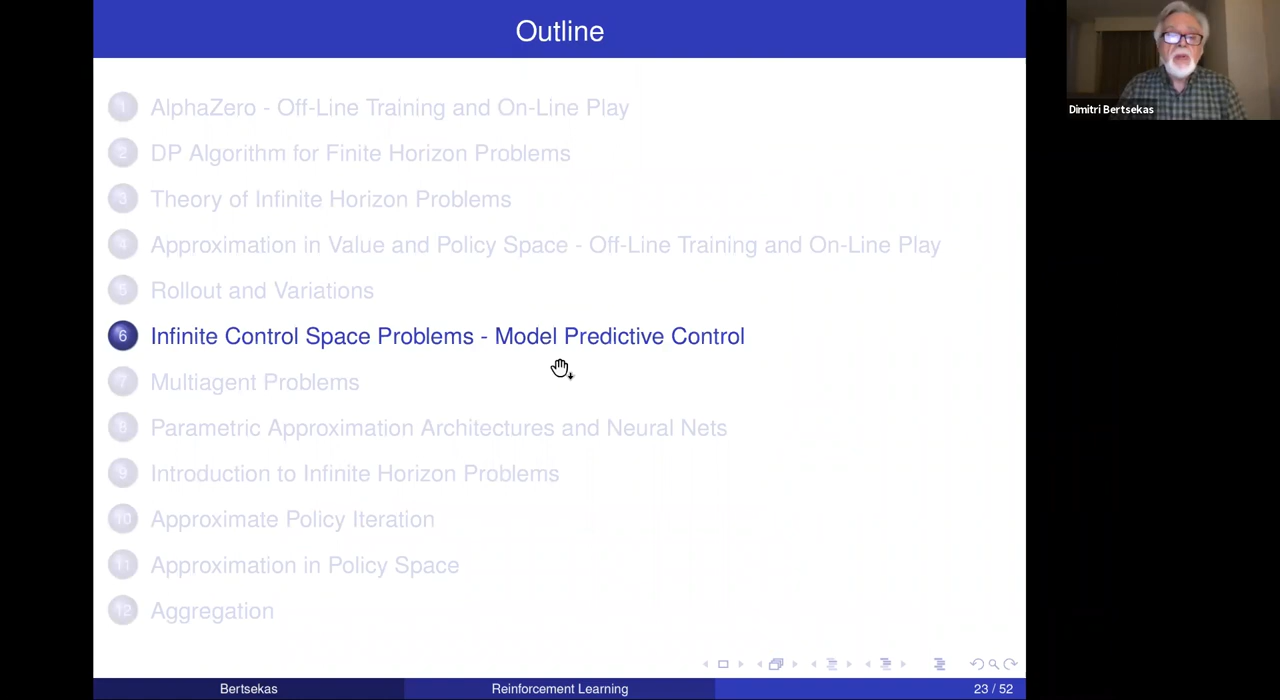 Outline
Dimitri Bertsekas
1 AlphaZero - Off-Line Training and On-Line Play
2 DP Algorithm for Finite Horizon Problems
3 Theory of Infinite Horizon Problems
4 Approximation in Value and Policy Space - Off-Line Training and On-Line Play
5 Rollout and Variations
6 Infinite Control Space Problems - Model Predictive Control
7 Multiagent Problems
8 Parametric Approximation Architectures and Neural Nets
9 Introduction to Infinite Horizon Problems
10 Approximate Policy Iteration
11 Approximation in Policy Space
12 Aggregation
Bertsekas Reinforcement Learning 23 / 52